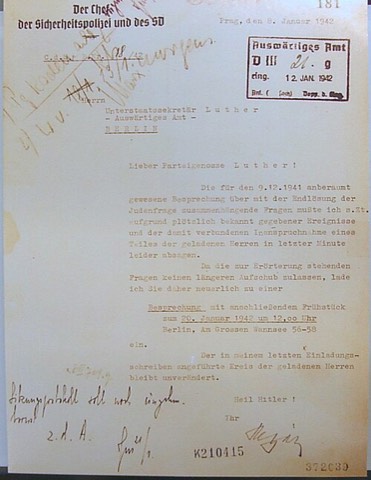 Der Chef
der Sicherheitspolizei und des SD
Prag, den 8. Januar 1942
181
Auswärtiges Amt
D III 21 g
eing. 12. JAN. 1942
Herrn
Unterstaatssekretär Luther
- Auswärtiges Amt -
BERLIN
Lieber Parteigenosse Luther!
Die für den 9.12.1941 anberaumt
gewesene Besprechung über mit der Endlösung der
Judenfrage zusammenhängende Fragen mußte ich s.Zt.
aufgrund plötzlich bekannt gegebener Ereignisse
und der damit verbundenen Inanspruchnahme eines
Teiles der geladenen Herren in letzter Minute
leider absagen.
Da die zur Erörterung stehenden
Fragen keinen längeren Aufschub zulassen, lade
ich Sie daher neuerlich zu einer
Besprechung mit anschließendem Frühstück
zum 20. Januar 1942 um 12,00 Uhr
Berlin, Am Grossen Wannsee 56-58
ein.
Der in meinem letzten Einladungs-
schreiben angeführte Kreis der geladenen Herren
bleibt unverändert.
Heil Hitler!
Ihr
z.d.A.
K210415
372039